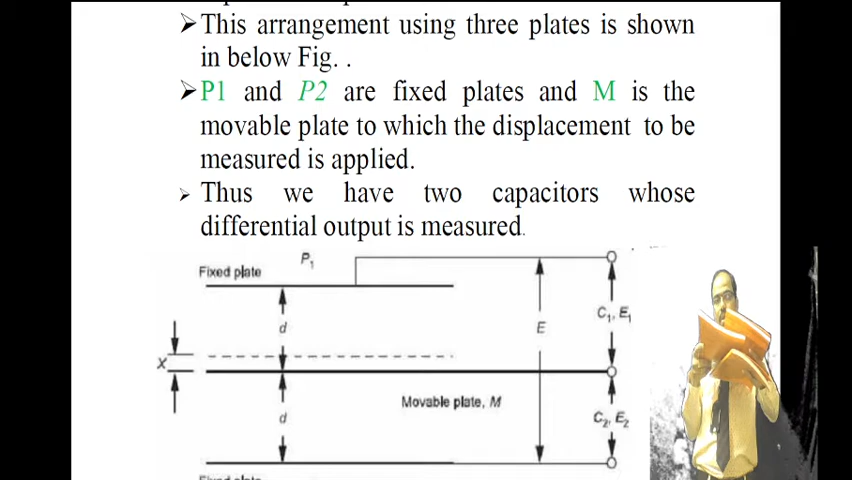 ➢This arrangement using three plates is shown
in below Fig. .
➢P1 and P2 are fixed plates and M is the
movable plate to which the displacement to be
measured is applied.
➢ Thus we have two capacitors whose
differential output is measured.
P₁
Fixed plate
d
E
C₁, E₁
x
Movable plate, M
d
C₂, E₂